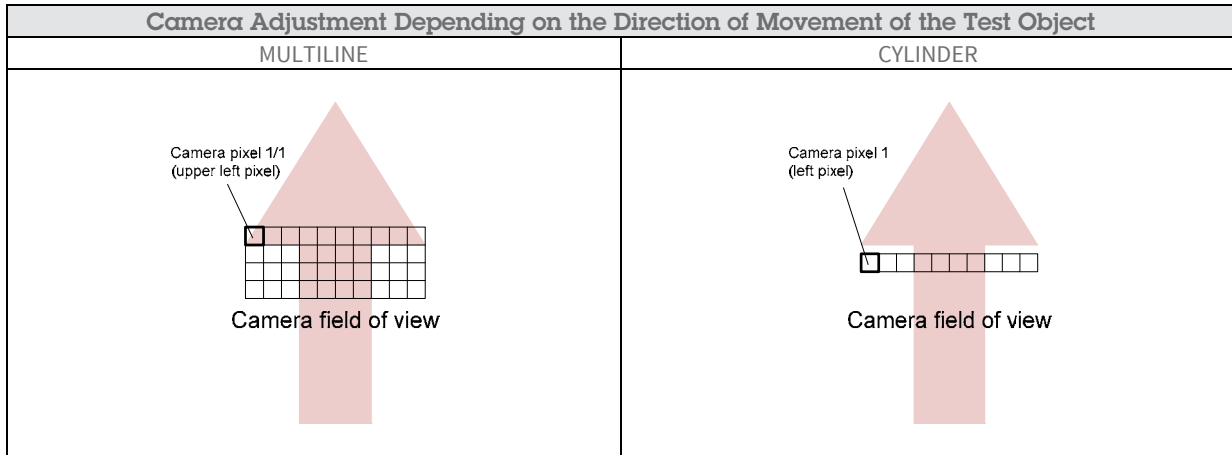 Camera Adjustment Depending on the Direction of Movement of the Test Object
MULTILINE
CYLINDER
Camera pixel 1/1
(upper left pixel)
Camera field of view
Camera pixel 1
(left pixel)
Camera field of view